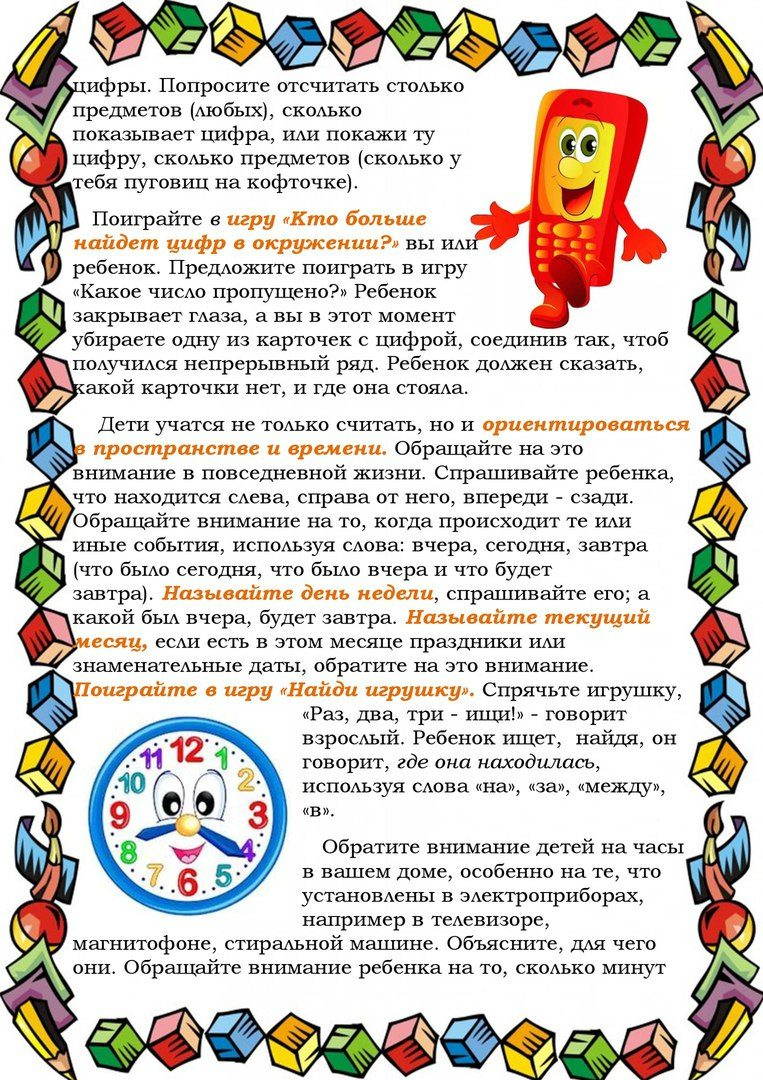 цифры. Попросите отсчитать столько
предметов (любых), сколько
показывает цифра, или покажи ту
цифру, сколько предметов (сколько у
тебя пуговиц на кофточке).
Поиграйте в игру «Кто больше
найдет цифр в окружении?» вы или
ребенок. Предложите поиграть в игру
«Какое число пропущено?» Ребенок
закрывает глаза, а вы в этот момент
убираете одну из карточек с цифрой, соединив так, чтоб
получился непрерывный ряд. Ребенок должен сказать,
какой карточки нет, и где она стояла.
Дети учатся не только считать, но и ориентироваться
в пространстве и времени. Обращайте на это
внимание в повседневной жизни. Спрашивайте ребенка,
что находится слева, справа от него, впереди - сзади.
Обращайте внимание на то, когда происходит те или
иные события, используя слова: вчера, сегодня, завтра
(что было сегодня, что было вчера и что будет
завтра). Называйте день недели, спрашивайте его; а
какой был вчера, будет завтра. Называйте текущий
месяц, если есть в этом месяце праздники или
знаменательные даты, обратите на это внимание.
Поиграйте в игру «Найди игрушку». Спрячьте игрушку,
«Раз, два, три - ищи!» - говорит
взрослый. Ребенок ищет, найдя, он
говорит, где она находилась,
используя слова «на», «за», «между»,
«в».
12 1 2 3 4 5 6 7 8 9 10 11
Обратите внимание детей на часы
в вашем доме, особенно на те, что
установлены в электроприборах,
например в телевизоре,
магнитофоне, стиральной машине. Объясните, для чего
они. Обращайте внимание ребенка на то, сколько минут